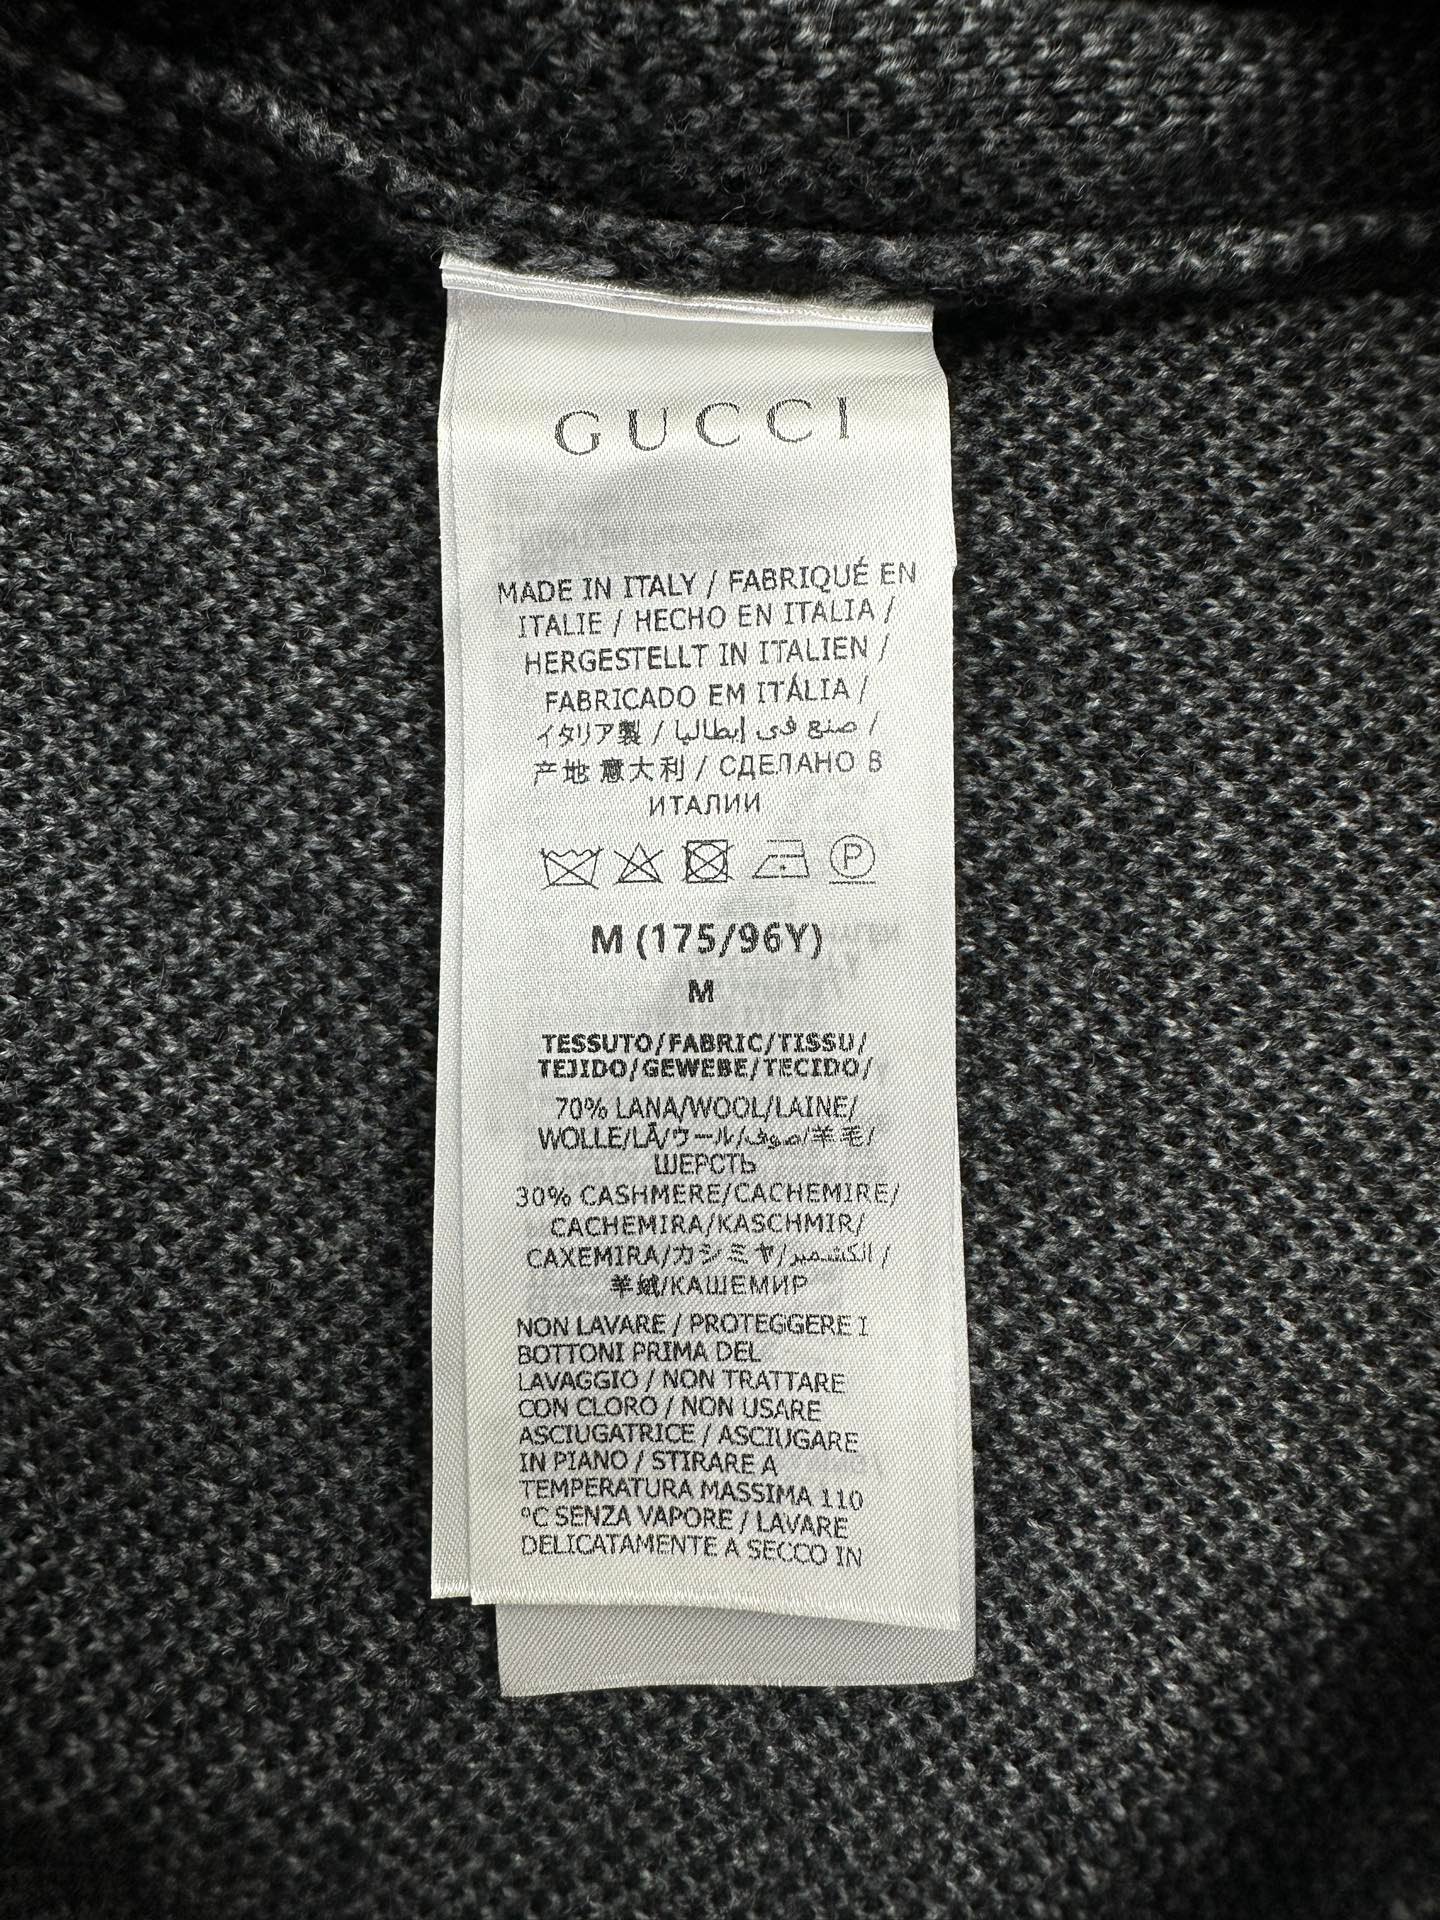 GUCCI
MADE IN ITALY / FABRIQUÉ EN
ITALIE / HECHO EN ITALIA /
HERGESTELLT IN ITALIEN /
FABRICADO EM ITÁLIA /
イタリア製 / صنع في إيطاليا /
产地 意大利 / СДЕЛАНО В
ИТАЛИИ
P
M (175/96Y)
M
TESSUTO/FABRIC/TISSU/
TEJIDO/GEWEBE/TECIDO/
70% LANA/WOOL/LAINE/
WOLLE/LÃ/ウール/صوف/羊毛/
ШЕРСТЬ
30% CASHMERE/CACHEMIRE/
CACHEMIRA/KASCHMIR/
CAXEMIRA/カシミヤ/الكشمير /
羊绒/КАШЕМИР
NON LAVARE / PROTEGGERE I
BOTTONI PRIMA DEL
LAVAGGIO / NON TRATTARE
CON CLORO / NON USARE
ASCIUGATRICE / ASCIUGARE
IN PIANO / STIRARE A
TEMPERATURA MASSIMA 110
°C SENZA VAPORE / LAVARE
DELICATAMENTE A SECCO IN